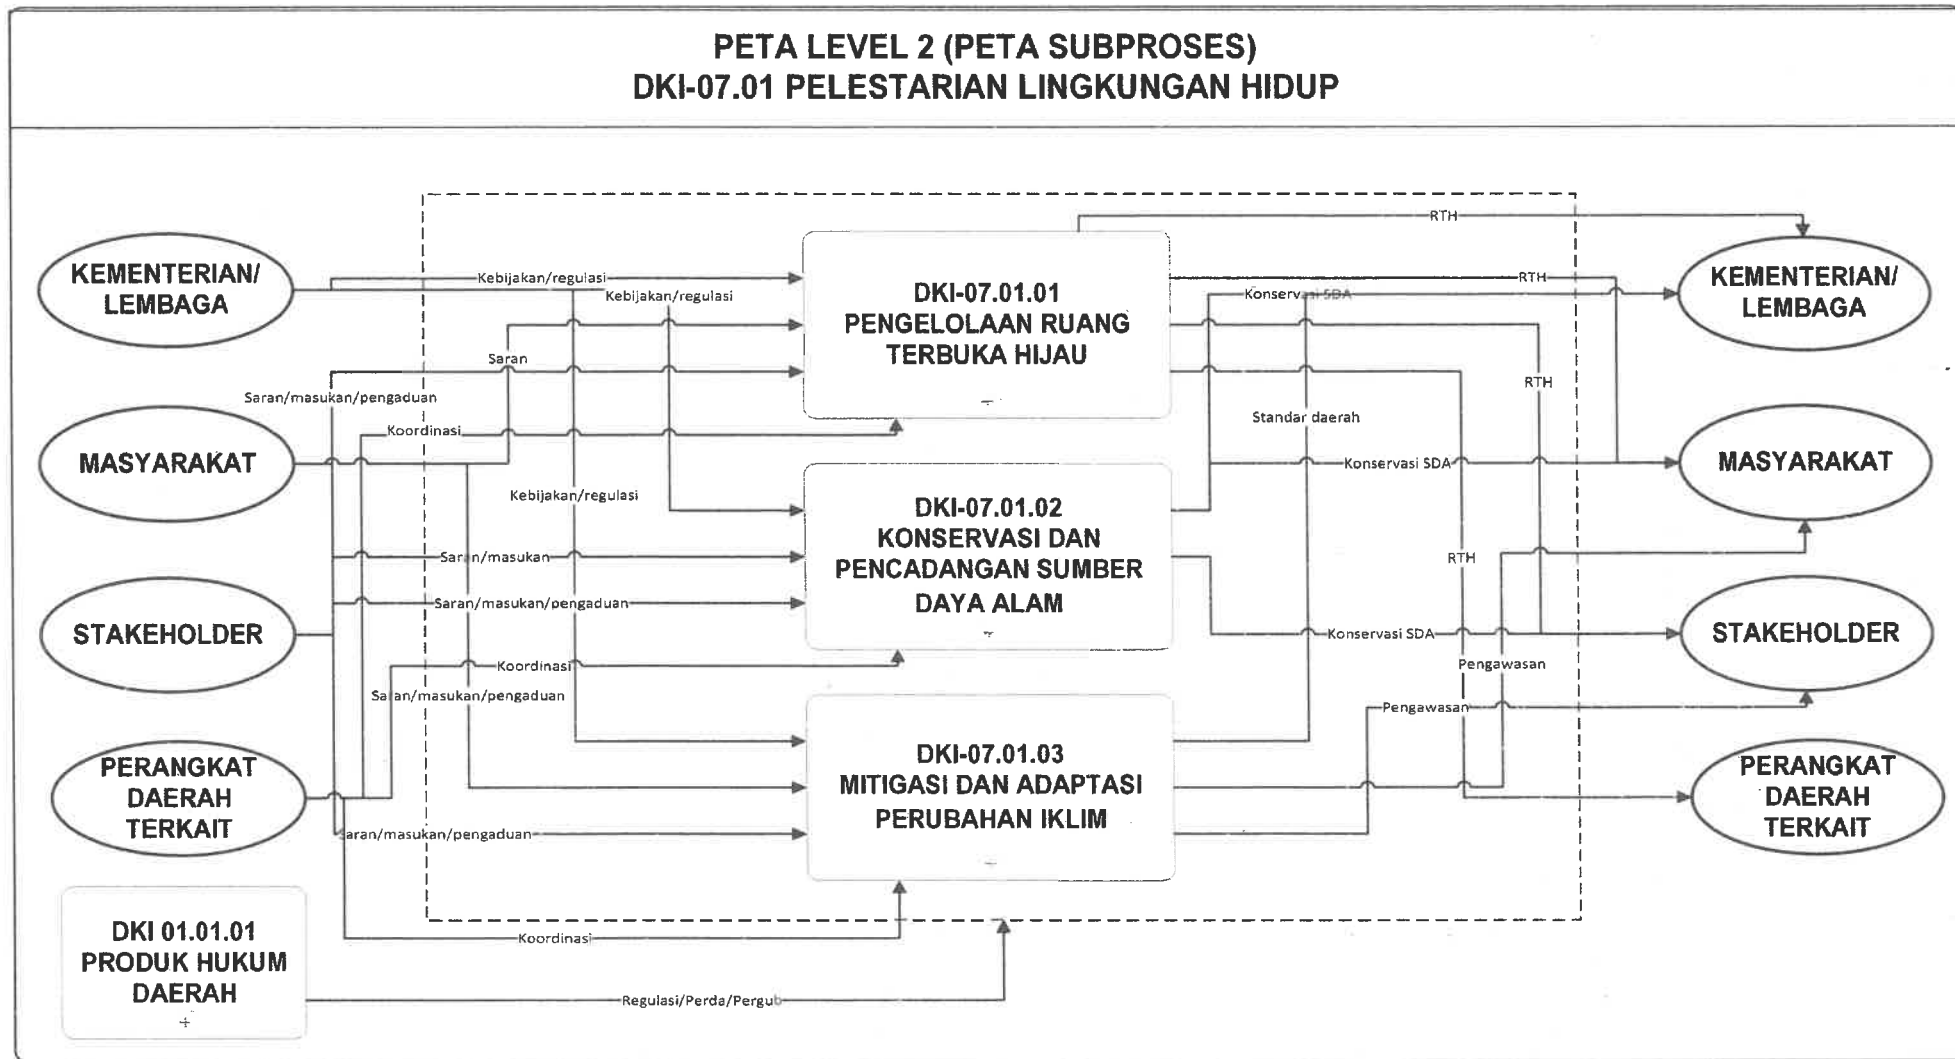 PETA LEVEL 2 (PETA SUBPROSES)
DKI-07.01 PELESTARIAN LINGKUNGAN HIDUP
KEMENTERIAN/
LEMBAGA
MASYARAKAT
STAKEHOLDER
PERANGKAT
DAERAH
TERKAIT
DKI 01.01.01
PRODUK HUKUM
DAERAH
Kebijakan/regulasi
Kebijakan/regulasi
Saran
Saran/masukan/pengaduan
Koordinasi
Kebijakan/regulasi
Saran/masukan
Saran/masukan/pengaduan
Koordinasi
Saran/masukan/pengaduan
Saran/masukan/pengaduan
Koordinasi
Regulasi/Perda/Pergub
DKI-07.01.01
PENGELOLAAN RUANG
TERBUKA HIJAU
DKI-07.01.02
KONSERVASI DAN
PENCADANGAN SUMBER
DAYA ALAM
DKI-07.01.03
MITIGASI DAN ADAPTASI
PERUBAHAN IKLIM
RTH
RTH
Konservasi SDA
RTH
Standar daerah
Konservasi SDA
RTH
Konservasi SDA
Pengawasan
Pengawasan
KEMENTERIAN/
LEMBAGA
MASYARAKAT
STAKEHOLDER
PERANGKAT
DAERAH
TERKAIT